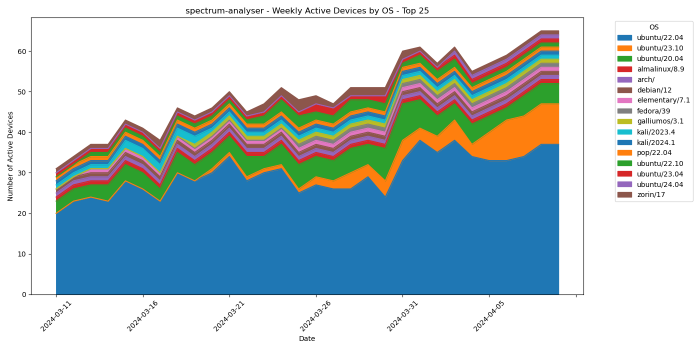 spectrum-analyser - Weekly Active Devices by OS - Top 25
Number of Active Devices
60
50
40
30
20
10
0
2024-03-11
2024-03-16
2024-03-21
2024-03-26
2024-03-31
2024-04-05
Date
OS
ubuntu/22.04
ubuntu/23.10
ubuntu/20.04
almalinux/8.9
arch/
debian/12
elementary/7.1
fedora/39
galliumos/3.1
kali/2023.4
kali/2024.1
pop/22.04
ubuntu/22.10
ubuntu/23.04
ubuntu/24.04
zorin/17